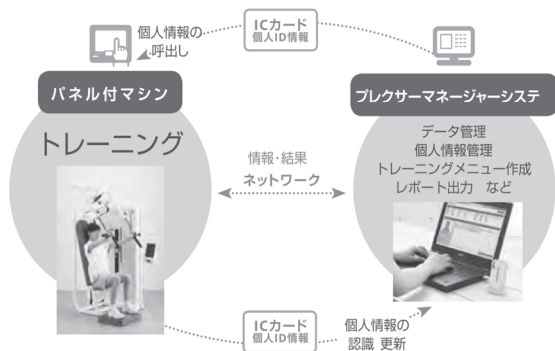 ICカード
個人ID情報
個人情報の
呼出し
パネル付マシン
プレクサーマネージャーシステ
トレーニング
データ管理
個人情報管理
トレーニングメニュー作成
レポート出力 など
情報・結果
ネットワーク
ICカード
個人ID情報
個人情報の
認識 更新